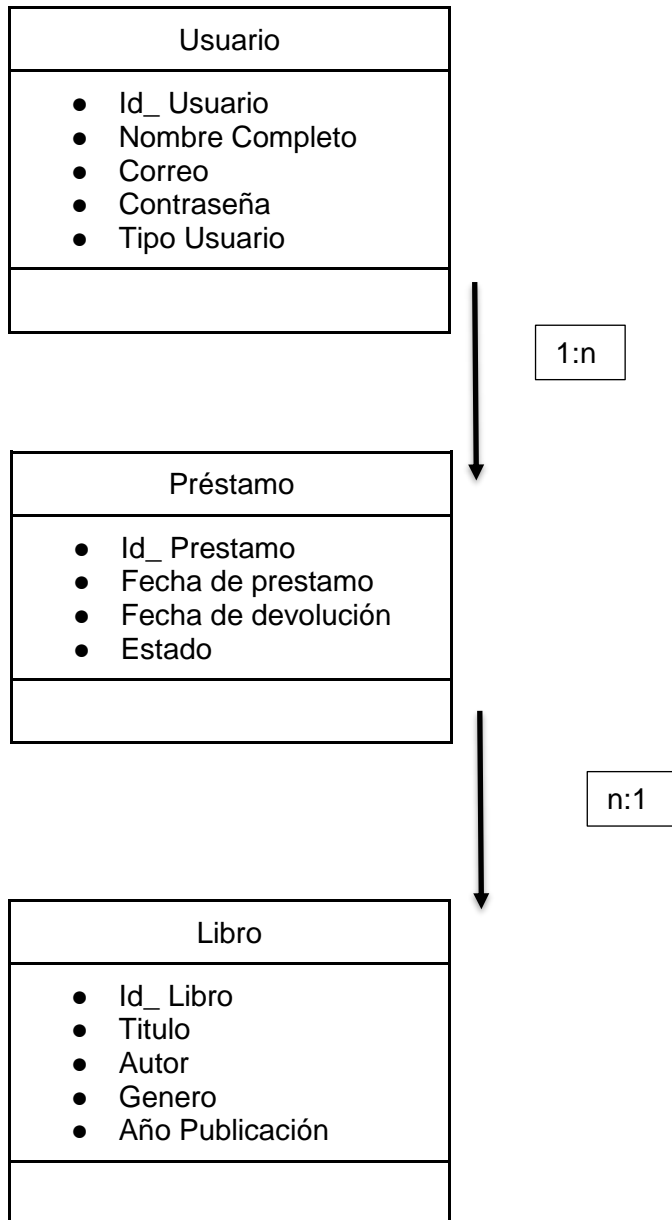 Usuario
● Id_ Usuario
● Nombre Completo
● Correo
● Contraseña
● Tipo Usuario
1:n
Préstamo
● Id_ Prestamo
● Fecha de prestamo
● Fecha de devolución
● Estado
n:1
Libro
● Id_ Libro
● Titulo
● Autor
● Genero
● Año Publicación